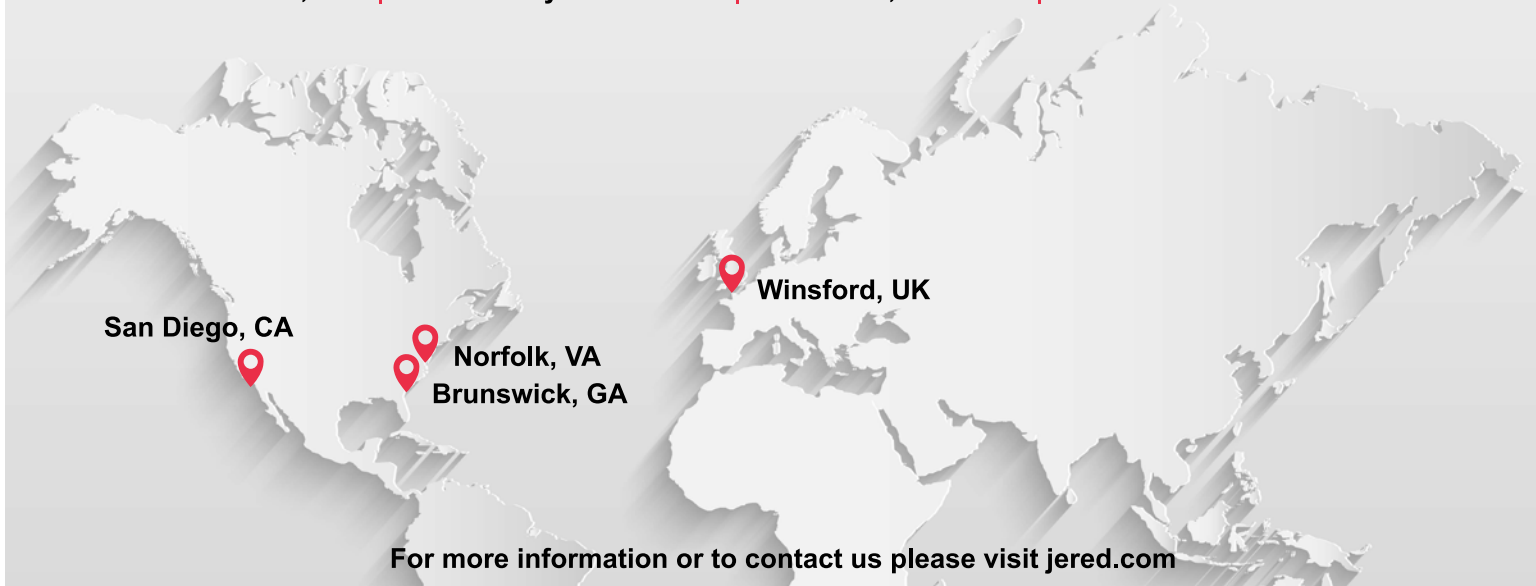 Winsford, UK
San Diego, CA
Norfolk, VA
Brunswick, GA
For more information or to contact us please visit jered.com